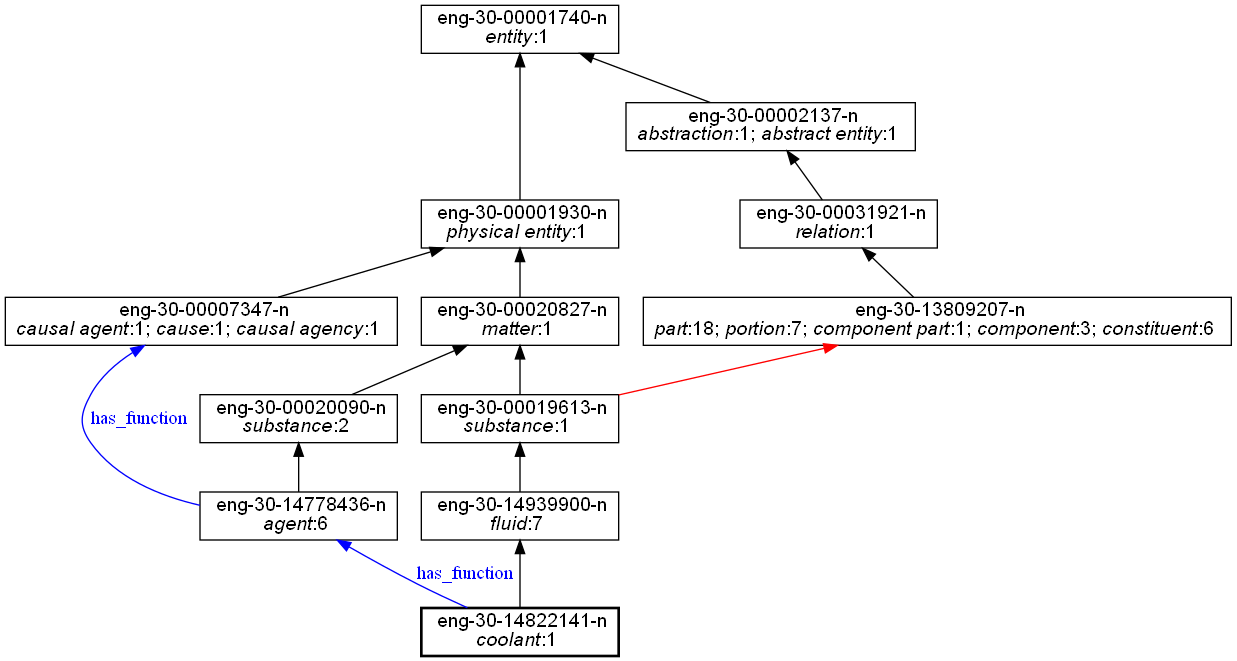 eng-30-00001740-n
entity:1
eng-30-00002137-n
abstraction:1; abstract entity:1
eng-30-00001930-n
physical entity:1
eng-30-00031921-n
relation:1
eng-30-00007347-n
causal agent:1; cause:1; causal agency:1
eng-30-00020827-n
matter:1
eng-30-13809207-n
part:18; portion:7; component part:1; component:3; constituent:6
has_function
eng-30-00020090-n
substance:2
eng-30-00019613-n
substance:1
eng-30-14778436-n
agent:6
eng-30-14939900-n
fluid:7
has_function
eng-30-14822141-n
coolant:1